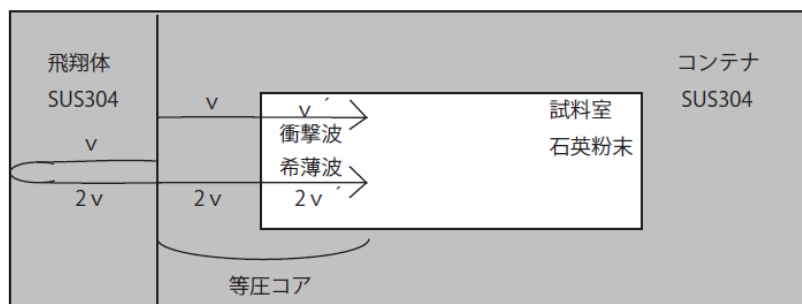 飛翔体
SUS304
コンテナ
SUS304
v
v´
試料室
衝撃波
石英粉末
v
希薄波
2v
2v
2v´
等圧コア